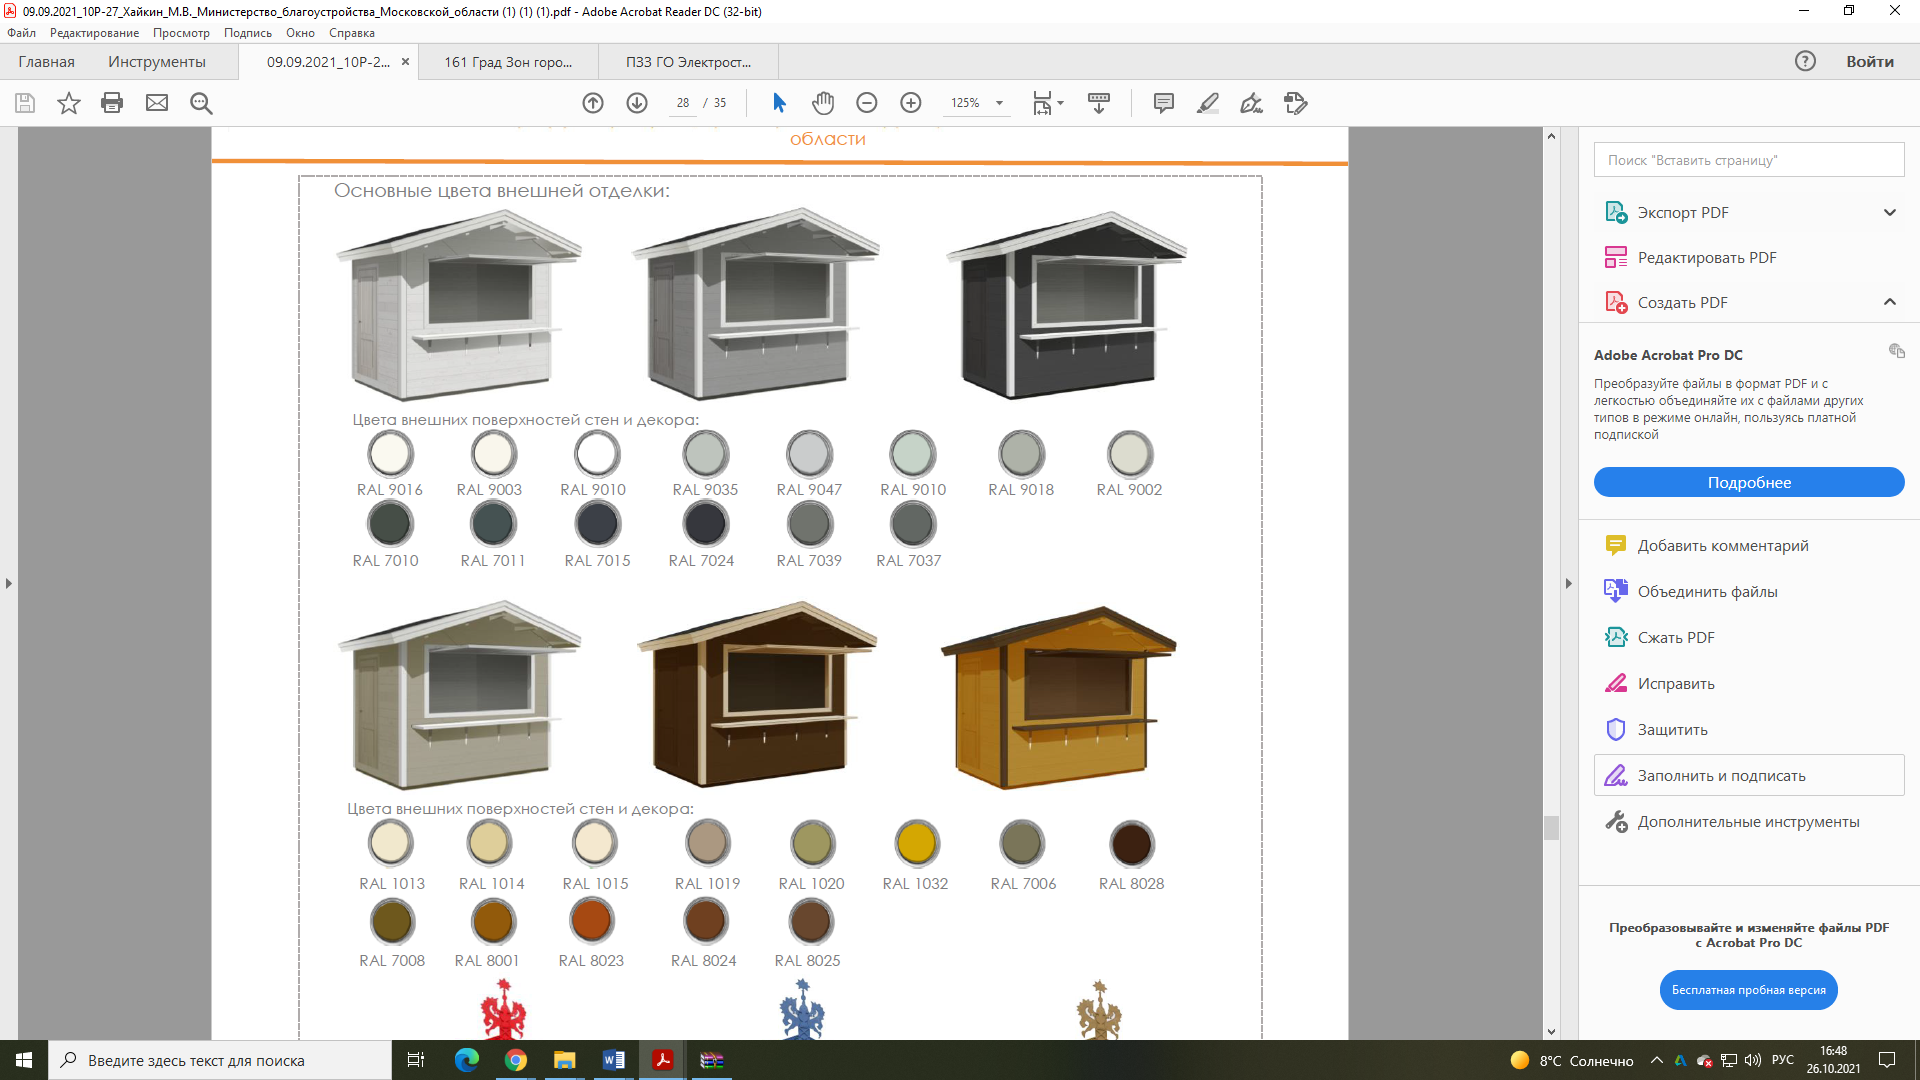 09.09.2021_10Р-27_Хайкин_М.В._Министерство_благоустройства_Московской_области (1) (1) (1).pdf - Adobe Acrobat Reader DC (32-bit)
Файл Редактирование Просмотр Подпись Окно Справка
Главная Инструменты 09.09.2021_10Р-2... × 161 Град Зон горо... ПЗЗ ГО Электрост... Войти
28 / 35 125%
области
Основные цвета внешней отделки:
Цвета внешних поверхностей стен и декора:
RAL 9016 RAL 9003 RAL 9010 RAL 9035 RAL 9047 RAL 9010 RAL 9018 RAL 9002
RAL 7010 RAL 7011 RAL 7015 RAL 7024 RAL 7039 RAL 7037
Цвета внешних поверхностей стен и декора:
RAL 1013 RAL 1014 RAL 1015 RAL 1019 RAL 1020 RAL 1032 RAL 7006 RAL 8028
RAL 7008 RAL 8001 RAL 8023 RAL 8024 RAL 8025
Поиск "Вставить страницу"
Экспорт PDF
Редактировать PDF
Создать PDF
Adobe Acrobat Pro DC
Преобразуйте файлы в формат PDF и с
легкостью объединяйте их с файлами других
типов в режиме онлайн, пользуясь платной
подпиской
Подробнее
Добавить комментарий
Объединить файлы
Сжать PDF
Исправить
Защитить
Заполнить и подписать
Дополнительные инструменты
Преобразовывайте и изменяйте файлы PDF
с Acrobat Pro DC
Бесплатная пробная версия
Введите здесь текст для поиска
8°C Солнечно
РУС
16:48
26.10.2021